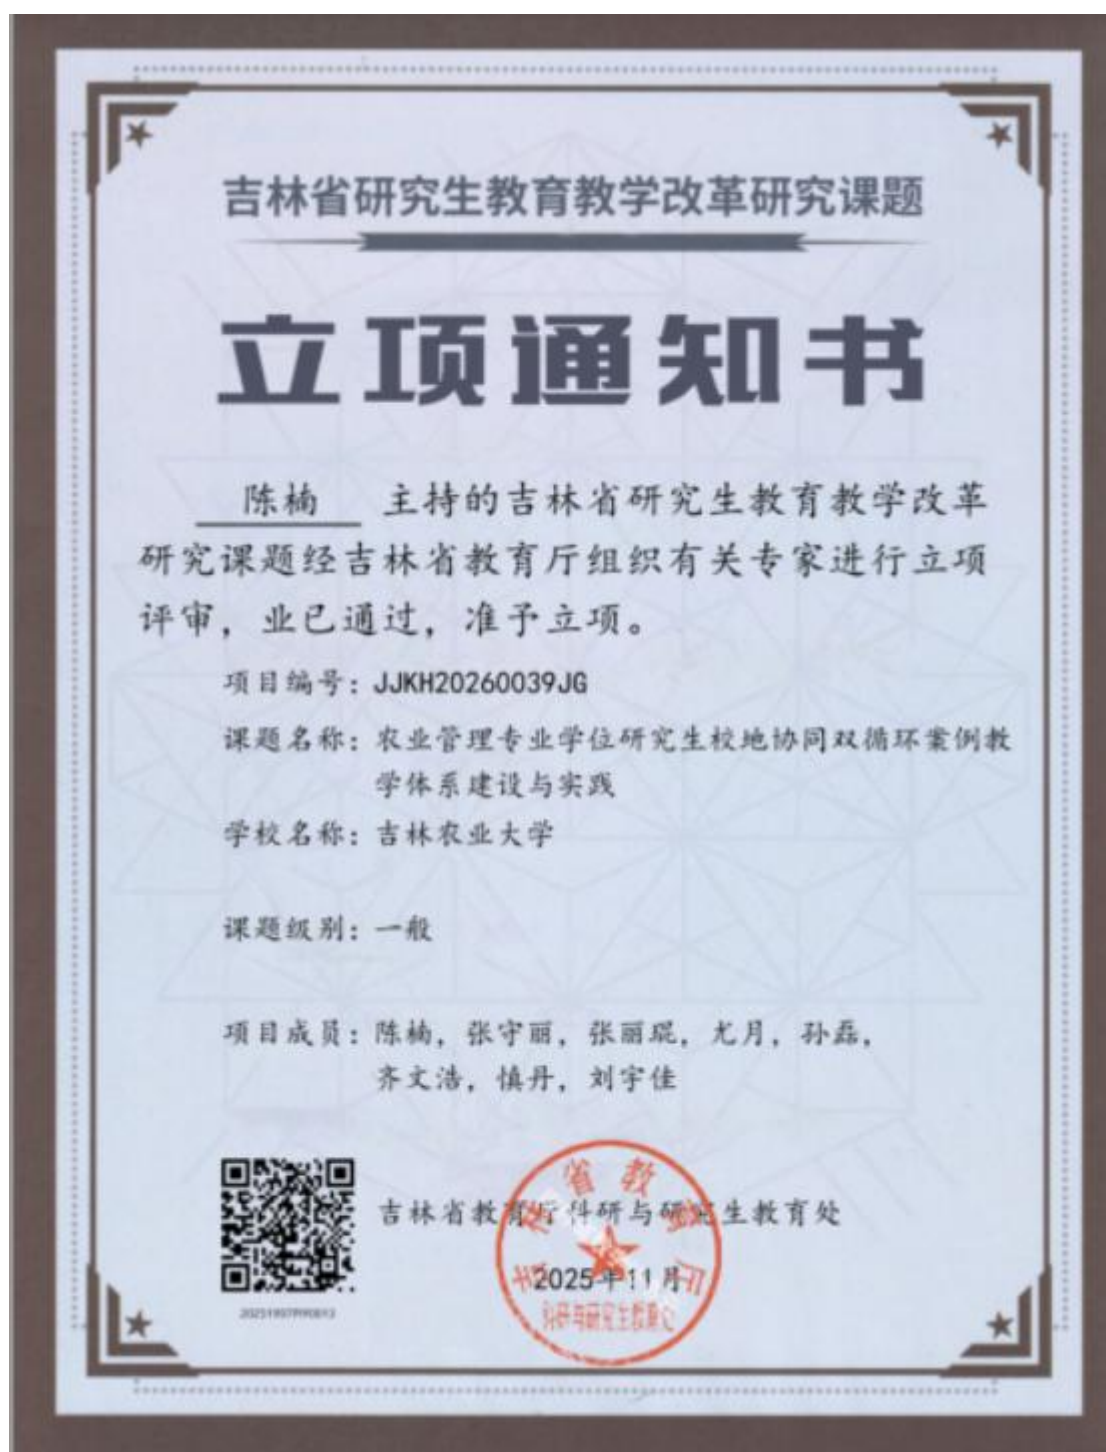 吉林省研究生教育教学改革研究课题
立项通知书
陈楠 主持的吉林省研究生教育教学改革
研究课题经吉林省教育厅组织有关专家进行立项
评审，业已通过，准予立项。
项目编号：JJKH20260039JG
课题名称：农业管理专业学位研究生校地协同双循环案例教
学体系建设与实践
学校名称：吉林农业大学
课题级别：一般
项目成员：陈楠，张守丽，张丽琨，尤月，孙磊，
齐文浩，慎丹，刘宇佳
吉林省教育厅科研与研究生教育处
2025年11月
吉林省教育厅